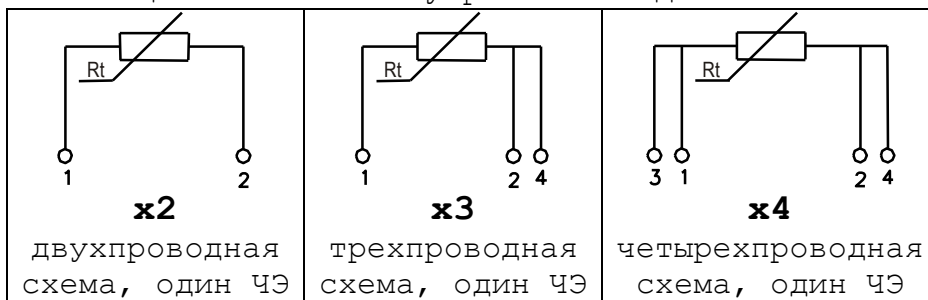 Rt
Rt
Rt
1 2
1 2 4
3 1 2 4
x2
x3
x4
двухпроводная
схема, один ЧЭ
трехпроводная
схема, один ЧЭ
четырехпроводная
схема, один ЧЭ